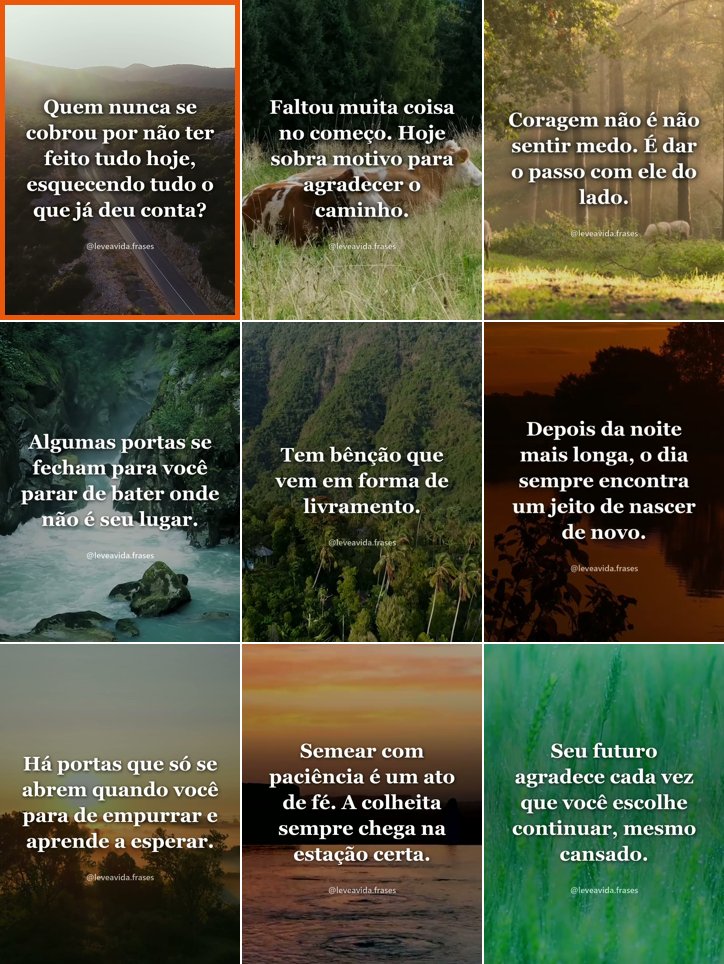 Quem nunca se
cobrou por não ter
feito tudo hoje,
esquecendo tudo o
que já deu conta?
@leveavida.frases
Faltou muita coisa
no começo. Hoje
sobra motivo para
agradecer o
caminho.
@leveavida.frases
Coragem não é não
sentir medo. É dar
o passo com ele do
lado.
@leveavida.frases
Algumas portas se
fecham para você
parar de bater onde
não é seu lugar.
@leveavida.frases
Tem bênção que
vem em forma de
livramento.
@leveavida.frases
Depois da noite
mais longa, o dia
sempre encontra
um jeito de nascer
de novo.
@leveavida.frases
Há portas que só se
abrem quando você
para de empurrar e
aprende a esperar.
@leveavida.frases
Semear com
paciência é um ato
de fé. A colheita
sempre chega na
estação certa.
@leveavida.frases
Seu futuro
agradece cada vez
que você escolhe
continuar, mesmo
cansado.
@leveavida.frases